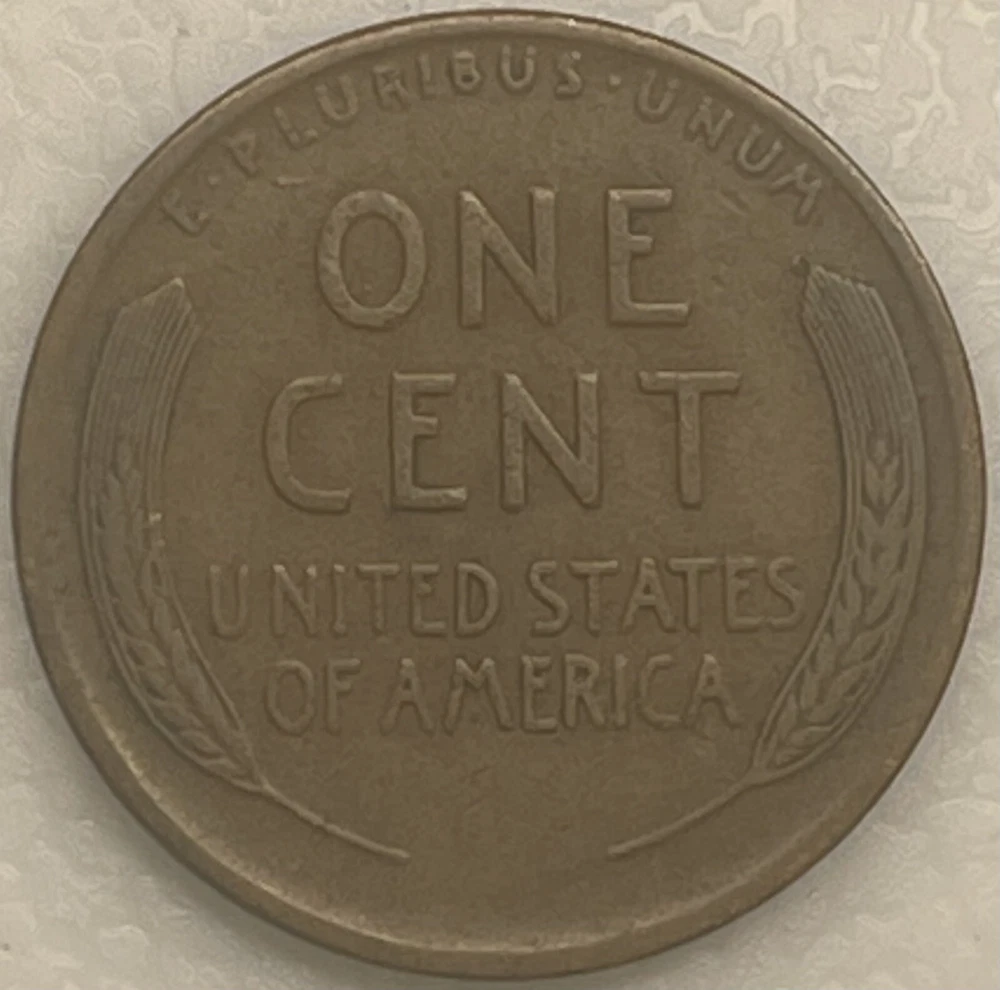 E·PLURIBUS·UNUM
ONE
CENT
UNITED STATES
OF AMERICA